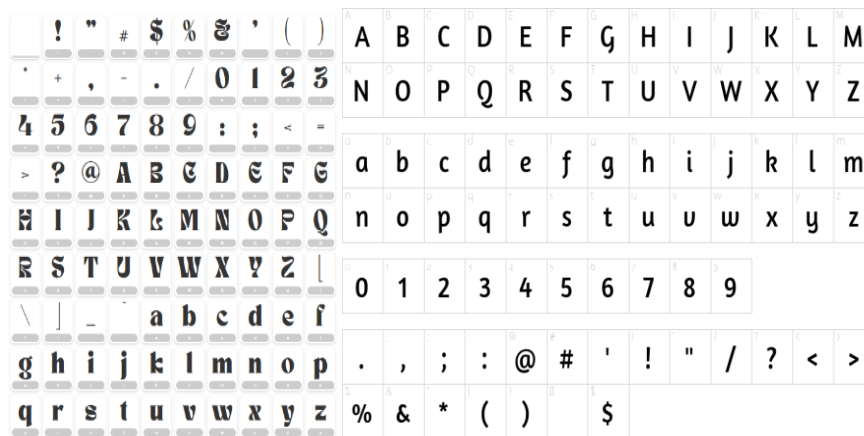 ! " # $ % & ' ( )
* + , - . / 0 1 2 3
4 5 6 7 8 9 : ; < =
> ? @ A B C D E F G
H I J K L M N O P Q
R S T U V W X Y Z [
\ ] _ ` a b c d e f
g h i j k l m n o p
q r s t u v w x y z
A B C D E F G H I J K L M
N O P Q R S T U V W X Y Z
a b c d e f g h i j k l m
n o p q r s t u v w x y z
0 1 2 3 4 5 6 7 8 9
. , ; : @ # ' ! " / ? < >
% & * ( ) $